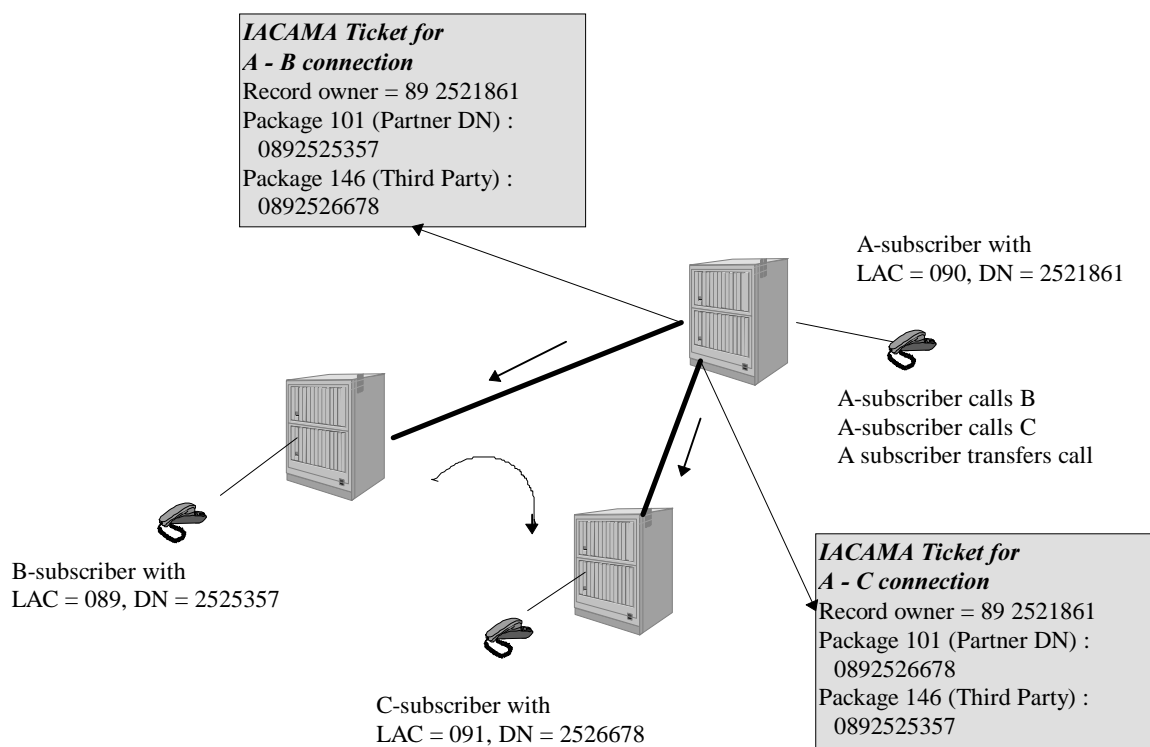 IACAMA Ticket for
A - B connection
Record owner = 89 2521861
Package 101 (Partner DN) :
0892525357
Package 146 (Third Party) :
0892526678
A-subscriber with
LAC = 090, DN = 2521861
A-subscriber calls B
A-subscriber calls C
A subscriber transfers call
B-subscriber with
LAC = 089, DN = 2525357
C-subscriber with
LAC = 091, DN = 2526678
IACAMA Ticket for
A - C connection
Record owner = 89 2521861
Package 101 (Partner DN) :
0892526678
Package 146 (Third Party) :
0892525357